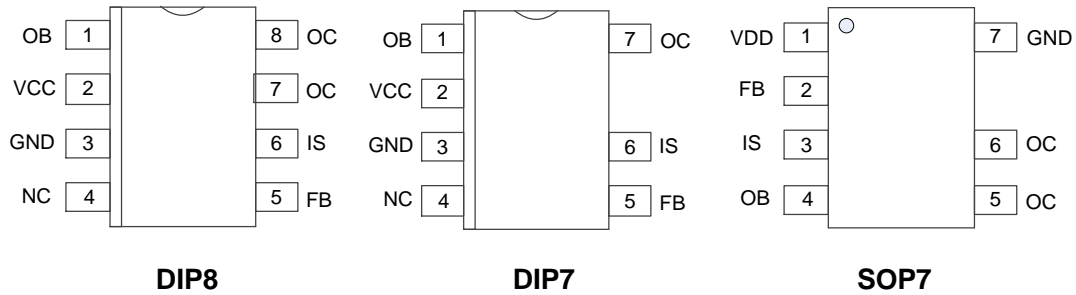 OB 1 8 OC
VCC 2 7 OC
GND 3 6 IS
NC 4 5 FB
DIP8
OB 1 7 OC
VCC 2
GND 3 6 IS
NC 4 5 FB
DIP7
VDD 1 7 GND
FB 2
IS 3 6 OC
OB 4 5 OC
SOP7